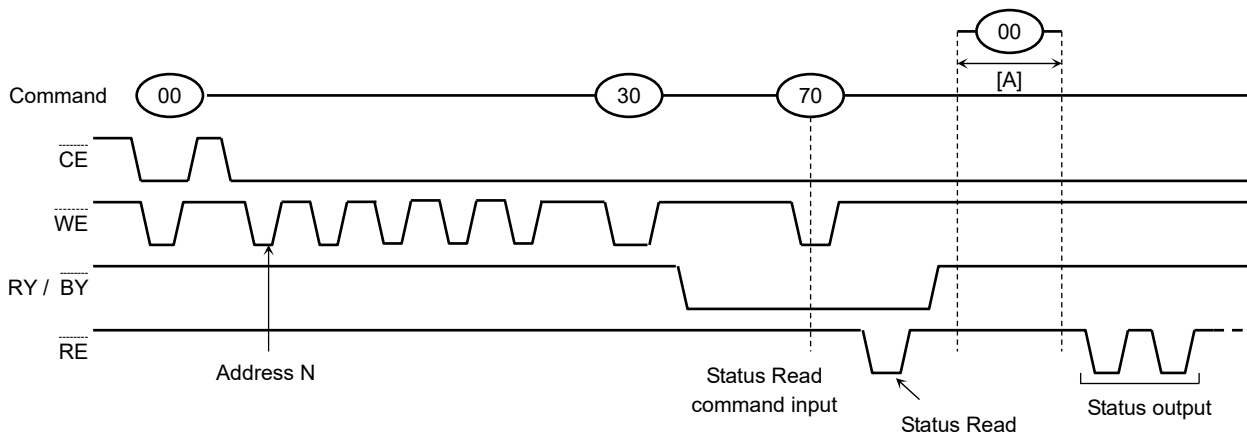 00
[A]
Command 00 30 70
CE
WE
RY / BY
RE
Address N
Status Read
command input
Status Read
Status output